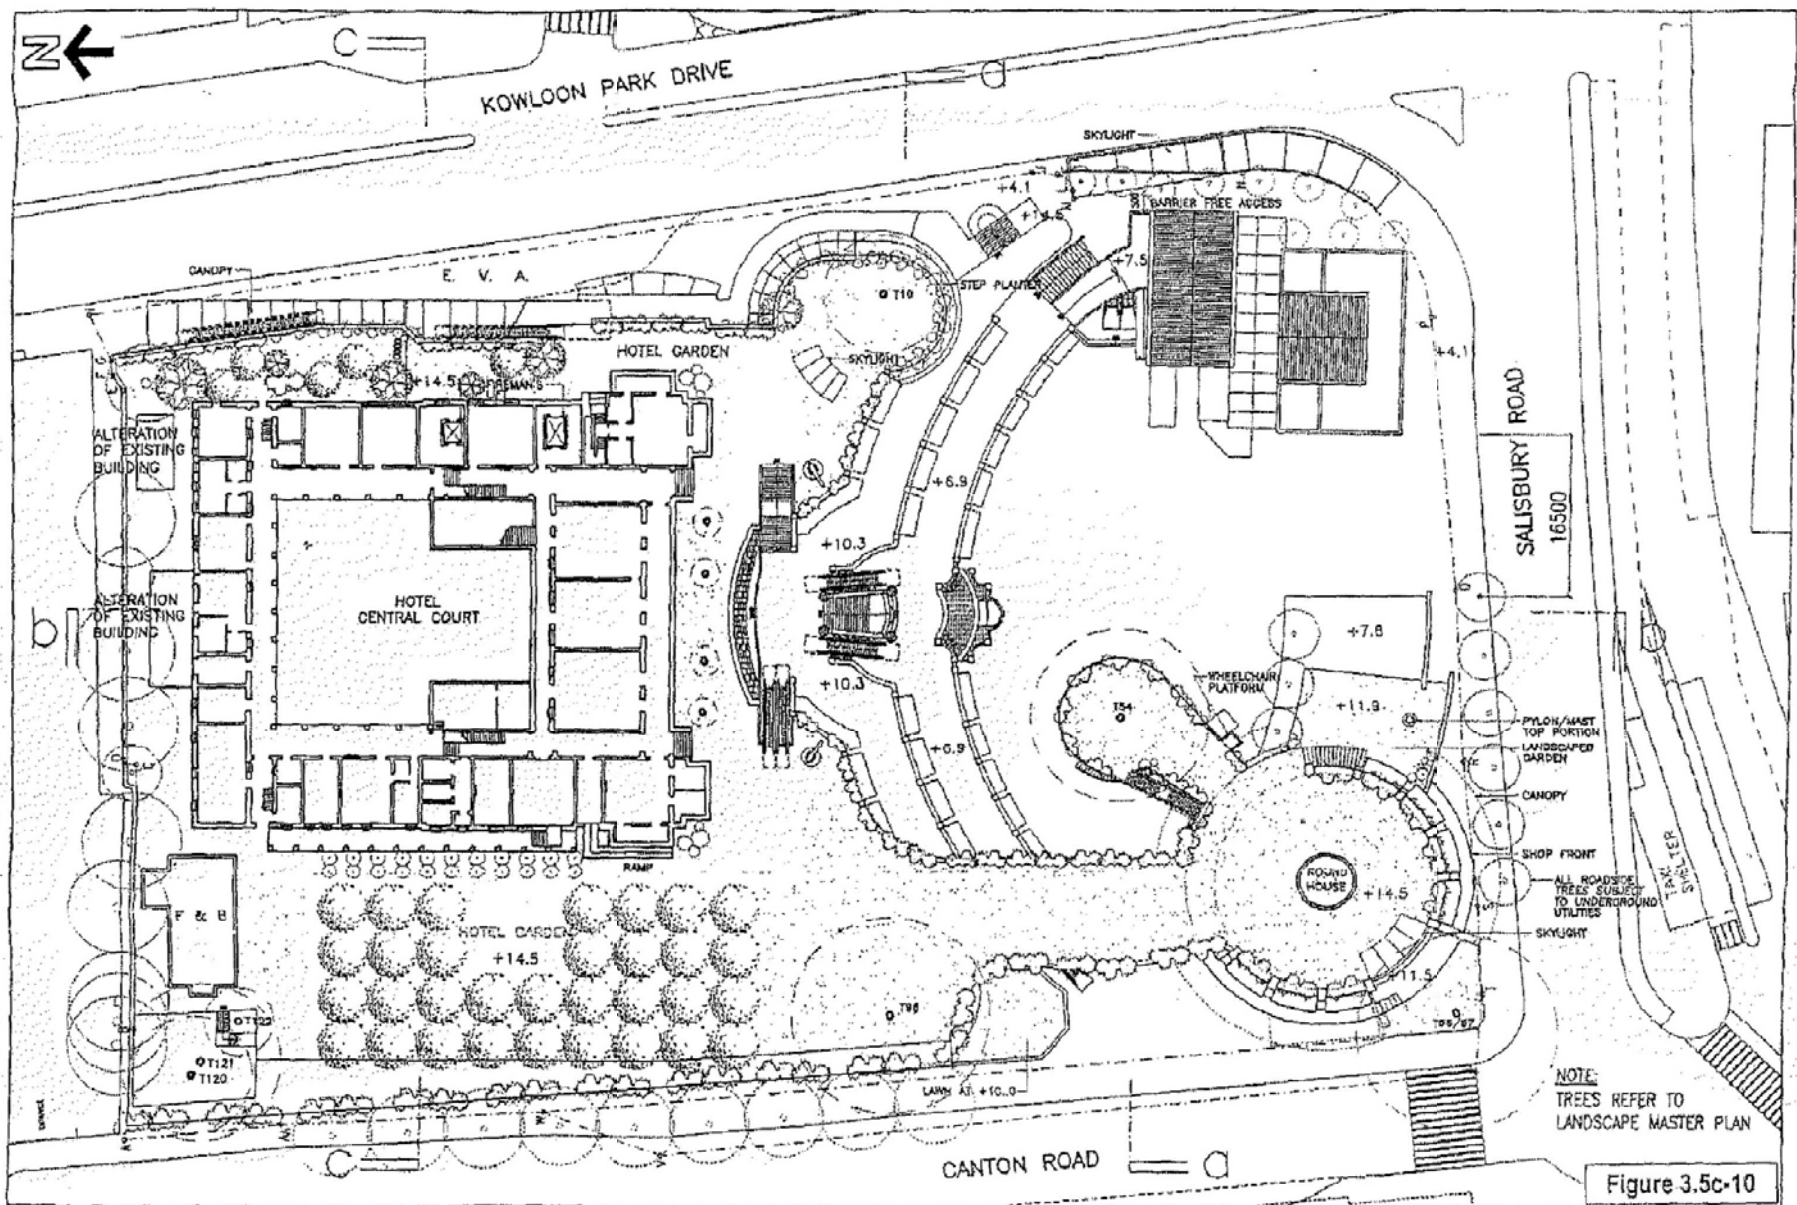 N
C
KOWLOON PARK DRIVE
a
SKYLIGHT
+4.1
+14.5
BARRIER FREE ACCESS
CANOPY
E. V. A.
+7.5
T10
STEP PLANTER
HOTEL GARDEN
SKYLIGHT
+4.1
+14.5
FIREMAN'S
ALTERATION
OF EXISTING
BUILDING
+6.9
SALISBURY ROAD
16500
+10.3
ALTERATION
OF EXISTING
BUILDING
HOTEL
CENTRAL COURT
b
+7.8
+10.3
WHEELCHAIR
PLATFORM
T54
+11.9
PYLON/MAST
TOP PORTION
LANDSCAPED
GARDEN
+6.9
CANOPY
SHOP FRONT
TAXI SHELTER
RAMP
ROUND
HOUSE
+14.5
ALL ROADSIDE
TREES SUBJECT
TO UNDERGROUND
UTILITIES
F & B
HOTEL GARDEN
+14.5
SKYLIGHT
+11.5
T121
T120
LAWN AT +10.0
NOTE:
TREES REFER TO
LANDSCAPE MASTER PLAN
C
CANTON ROAD
a
Figure 3.5c-10